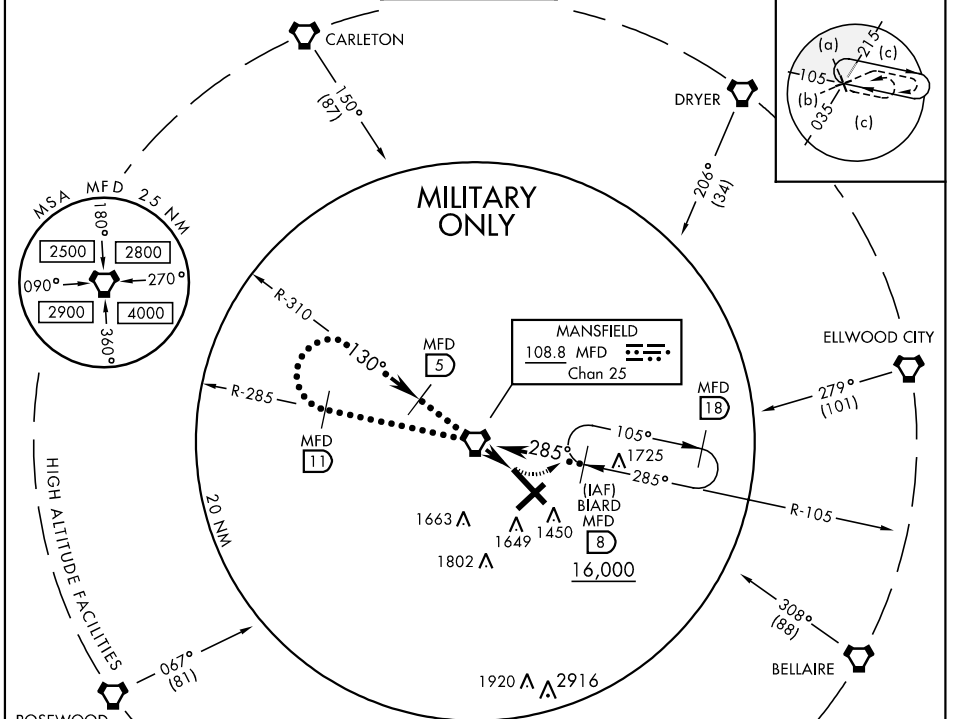 CARLETON
150°
(87)
DRYER
206°
(34)
(a)
215
(c)
105
(b)
035
(c)
MILITARY
ONLY
MSA MFD 25 NM
180°
2500
2800
090°
270°
2900
4000
360°
R-310
130°
MFD
5
MANSFIELD
108.8 MFD
Chan 25
ELLWOOD CITY
279°
(101)
R-285
MFD
11
MFD
18
105°
285°
1725
285°
(IAF)
BIARD
MFD
8
16,000
R-105
HIGH ALTITUDE FACILITIES
20 NM
1663
1649
1450
1802
308°
(88)
BELLAIRE
067°
(81)
1920
2916
ROSEWOOD